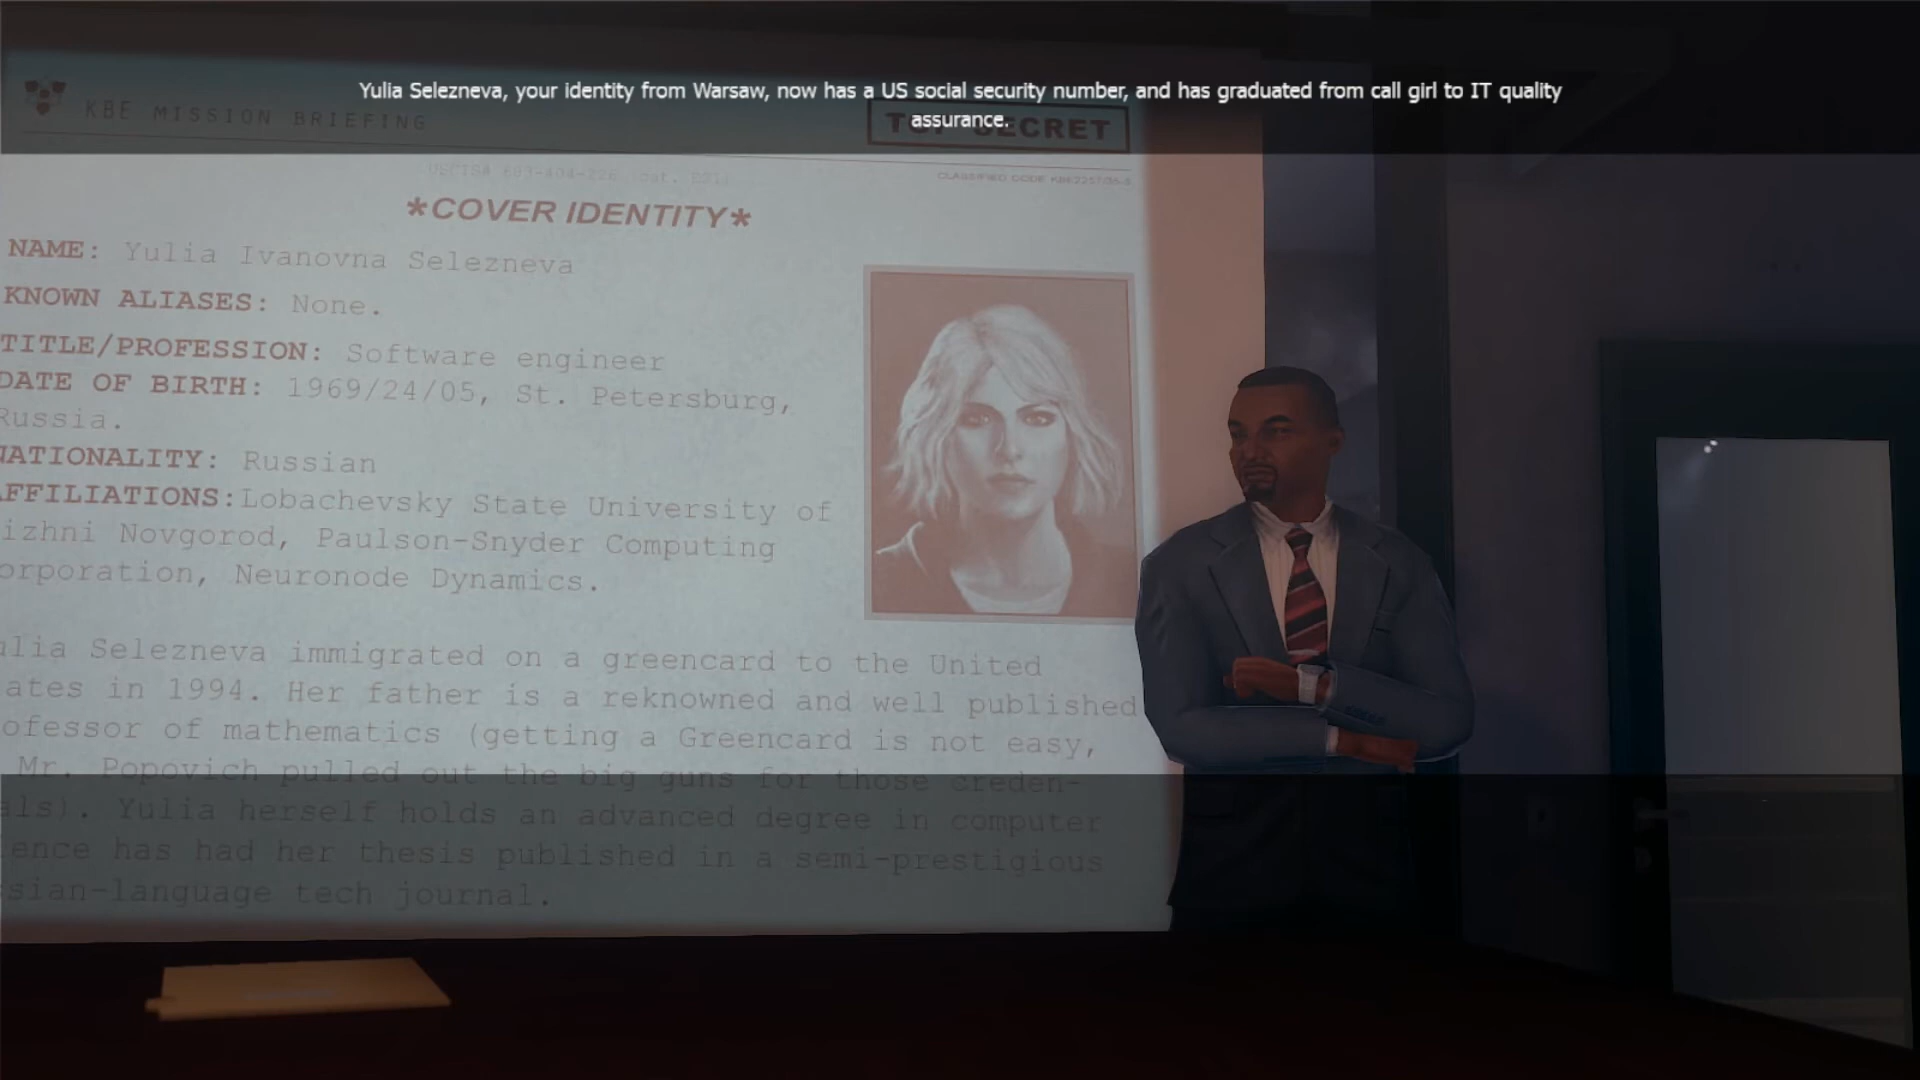 Yulia Selezneva, your identity from Warsaw, now has a US social security number, and has graduated from call girl to IT quality
assurance.
KBE MISSION BRIEFING
TOP SECRET
*COVER IDENTITY*
NAME: Yulia Ivanovna Selezneva
KNOWN ALIASES: None.
TITLE/PROFESSION: Software engineer
DATE OF BIRTH: 1969/24/05, St. Petersburg,
Russia.
NATIONALITY: Russian
AFFILIATIONS: Lobachevsky State University of
izhni Novgorod, Paulson-Snyder Computing
orporation, Neuronode Dynamics.
ulia Selezneva immigrated on a greencard to the United
ates in 1994. Her father is a reknowned and well published
ofessor of mathematics (getting a Greencard is not easy,
Mr. Popovich pulled out the big guns for those creden-
als). Yulia herself holds an advanced degree in computer
ence has had her thesis published in a semi-prestigious
sian-language tech journal.